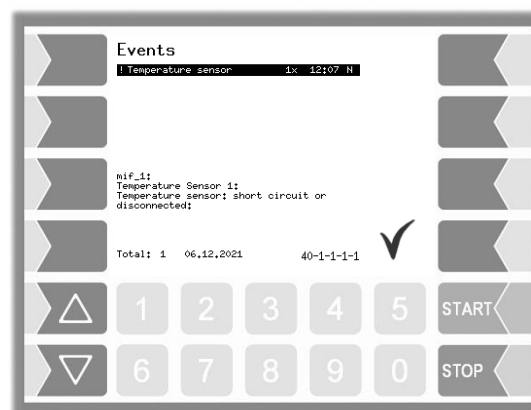 Events
! Temperature sensor 1x 12:07 N
mif_1:
Temperature Sensor 1:
Temperature sensor: short circuit or
disconnected:
Total: 1 06.12.2021 40-1-1-1-1
1 2 3 4 5 START
6 7 8 9 0 STOP